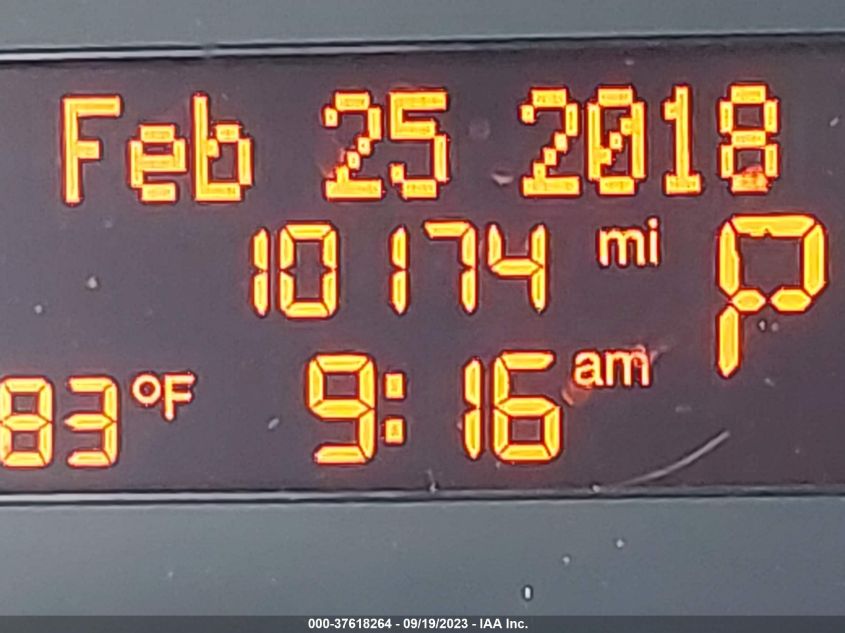 Feb 25 2018
10174 mi P
83 °F 9:16 am
000-37618264 - 09/19/2023 - IAA Inc.